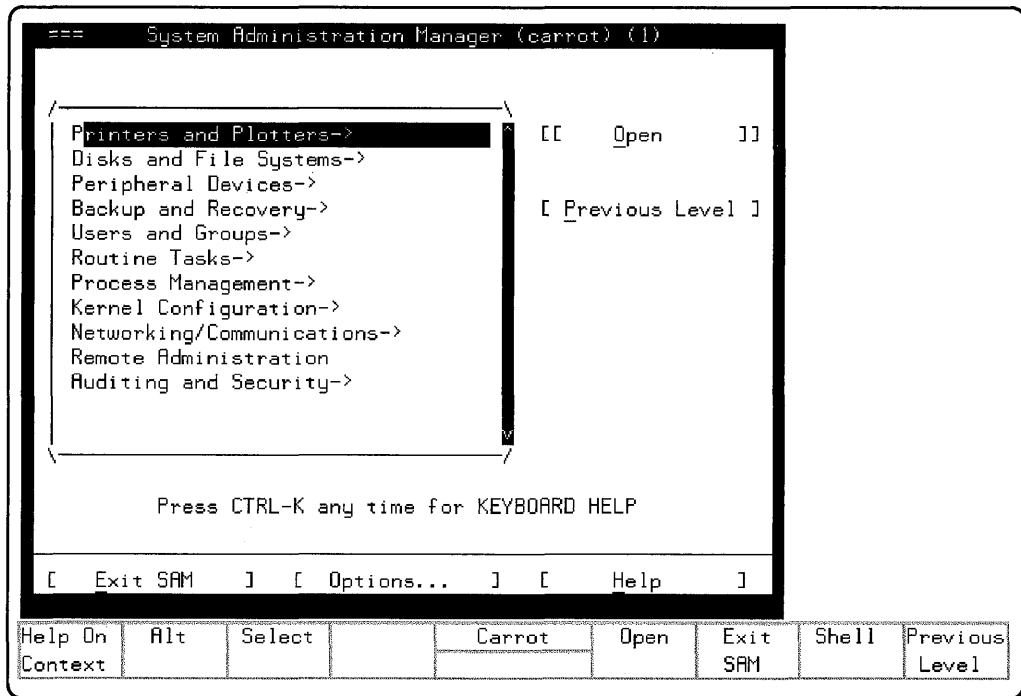 === System Administration Manager (carrot) (1)
Printers and Plotters->
[[ Open ]]
Disks and File Systems->
Peripheral Devices->
Backup and Recovery->
[ Previous Level ]
Users and Groups->
Routine Tasks->
Process Management->
Kernel Configuration->
Networking/Communications->
Remote Administration
Auditing and Security->
Press CTRL-K any time for KEYBOARD HELP
[ Exit SAM ] [ Options... ] [ Help ]
Help On Context
Alt
Select
Carrot
Open
Exit SAM
Shell
Previous Level